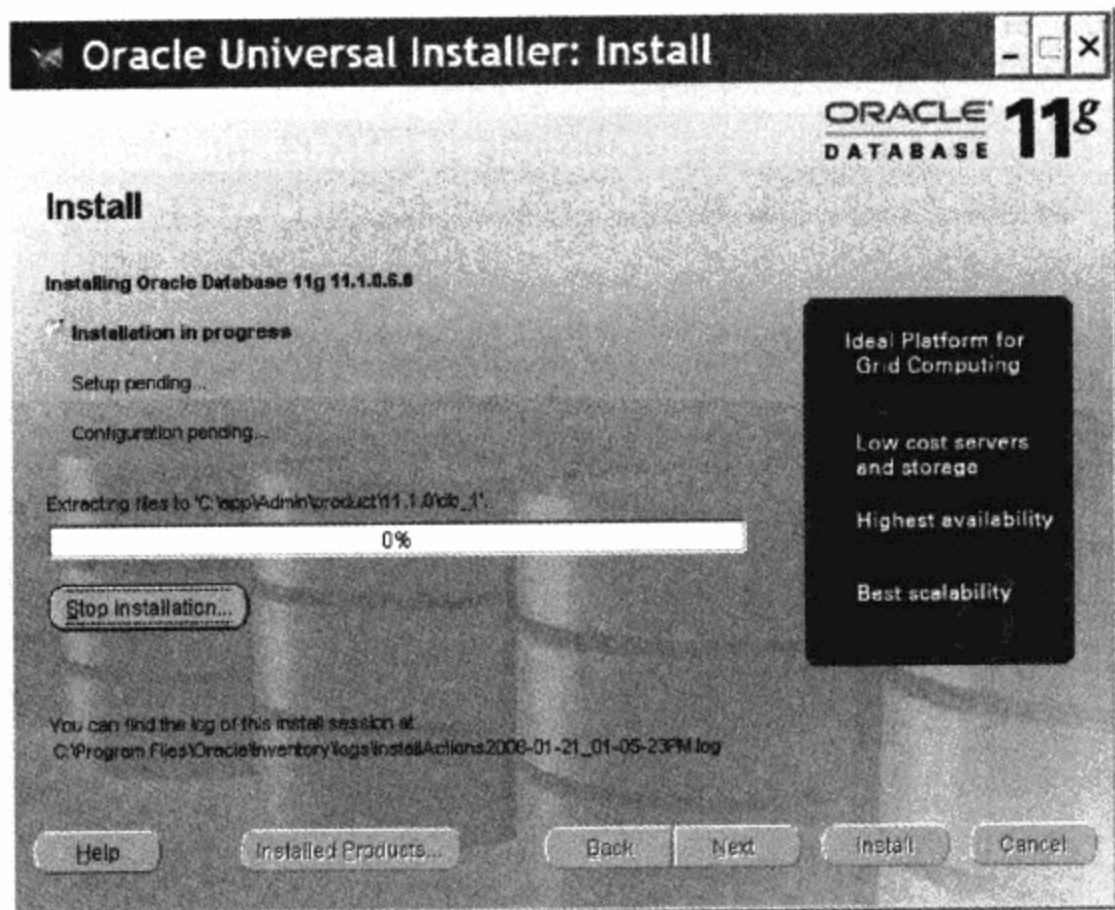 Oracle Universal Installer: Install
ORACLE
DATABASE 11g
Install
Installing Oracle Database 11g 11.1.0.6.0
Installation in progress
Setup pending...
Configuration pending...
Extracting files to 'C:\app\Admin\product\11.1.0\db_1'.
0%
Stop installation...
You can find the log of this install session at:
C:\Program Files\Oracle\Inventory\logs\installActions2008-01-21_01-05-23PM.log
Ideal Platform for
Grid Computing
Low cost servers
and storage
Highest availability
Best scalability
Help
Installed Products...
Back
Next
Install
Cancel